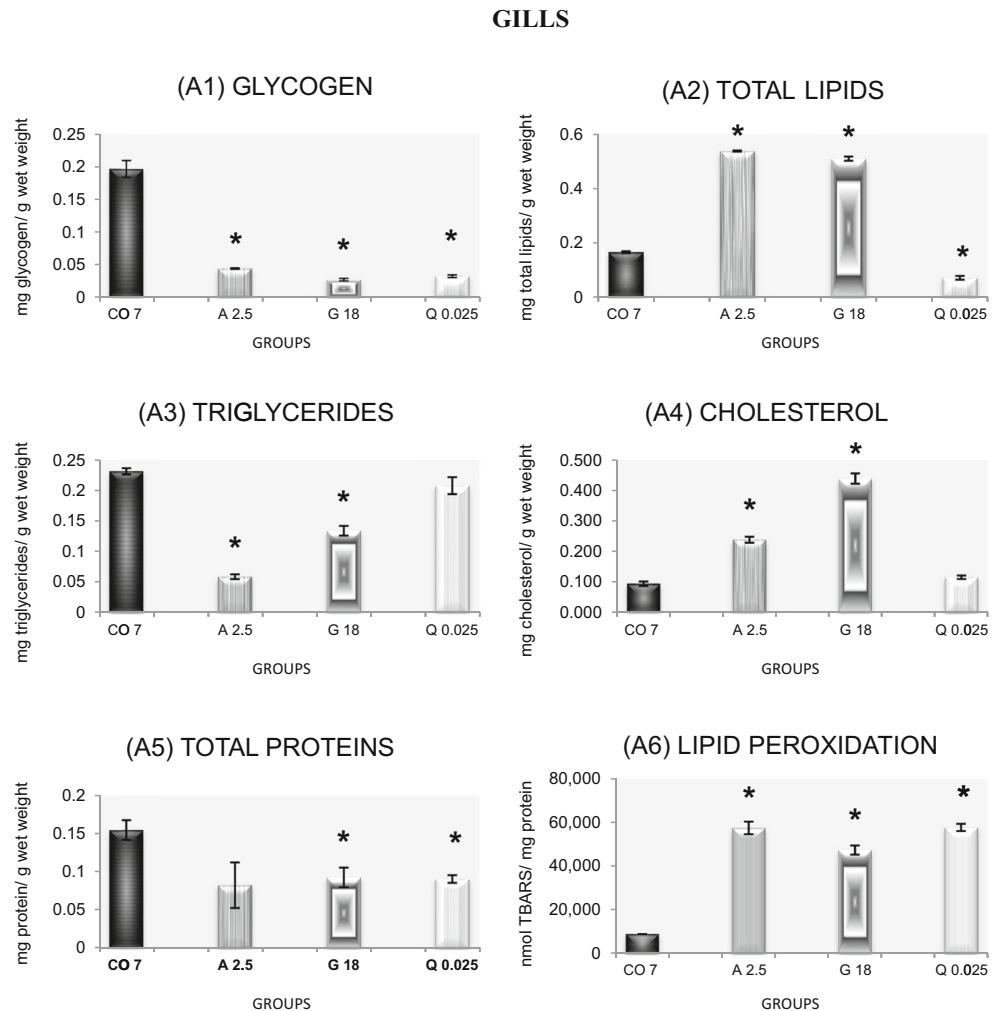 GILLS
(A1) GLYCOGEN
mg glycogen/ g wet weight
0.25
0.2
0.15
0.1
0.05
0
* * *
CO 7 A 2.5 G 18 Q 0.025
GROUPS
(A2) TOTAL LIPIDS
mg total lipids/ g wet weight
0.6
0.4
0.2
0
* * *
CO 7 A 2.5 G 18 Q 0.025
GROUPS
(A3) TRIGLYCERIDES
mg triglycerides/ g wet weight
0.25
0.2
0.15
0.1
0.05
0
* *
CO 7 A 2.5 G 18 Q 0.025
GROUPS
(A4) CHOLESTEROL
mg cholesterol/ g wet weight
0.500
0.400
0.300
0.200
0.100
0.000
* *
CO 7 A 2.5 G 18 Q 0.025
GROUPS
(A5) TOTAL PROTEINS
mg protein/ g wet weight
0.2
0.15
0.1
0.05
0
* *
CO 7 A 2.5 G 18 Q 0.025
GROUPS
(A6) LIPID PEROXIDATION
nmol TBARS/ mg protein
80,000
60,000
40,000
20,000
0
* * *
CO 7 A 2.5 G 18 Q 0.025
GROUPS